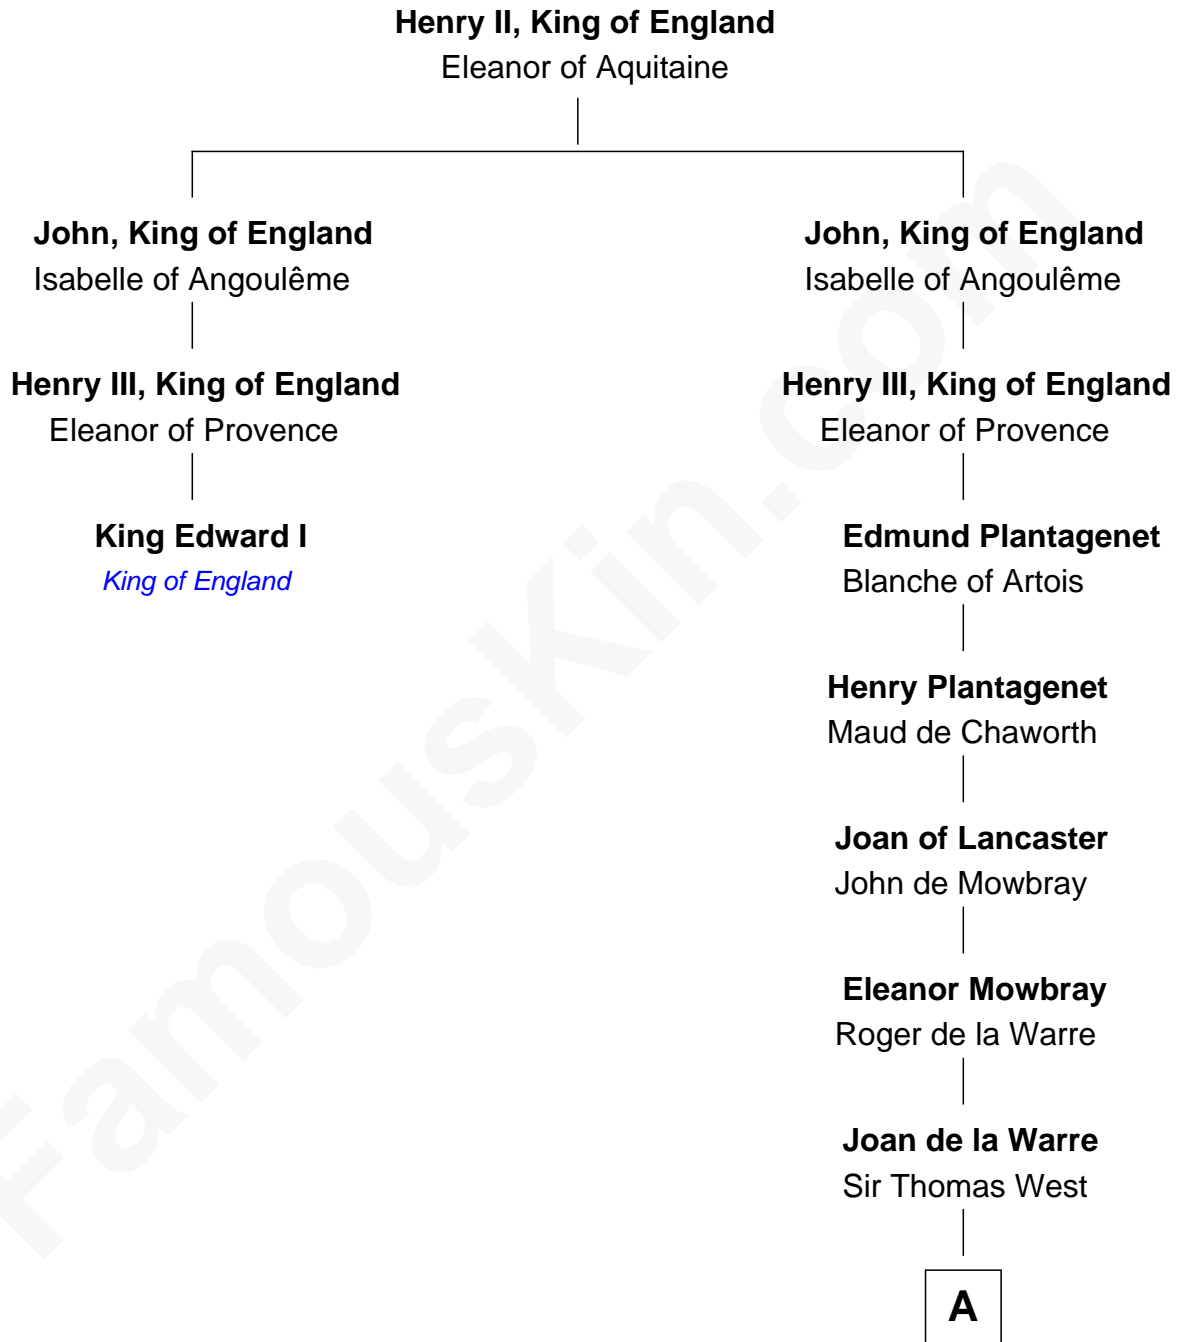 Henry II, King of England
Eleanor of Aquitaine
John, King of England
Isabelle of Angoulême
Henry III, King of England
Eleanor of Provence
King Edward I
King of England
John, King of England
Isabelle of Angoulême
Henry III, King of England
Eleanor of Provence
Edmund Plantagenet
Blanche of Artois
Henry Plantagenet
Maud de Chaworth
Joan of Lancaster
John de Mowbray
Eleanor Mowbray
Roger de la Warre
Joan de la Warre
Sir Thomas West
A
FamousKin.com